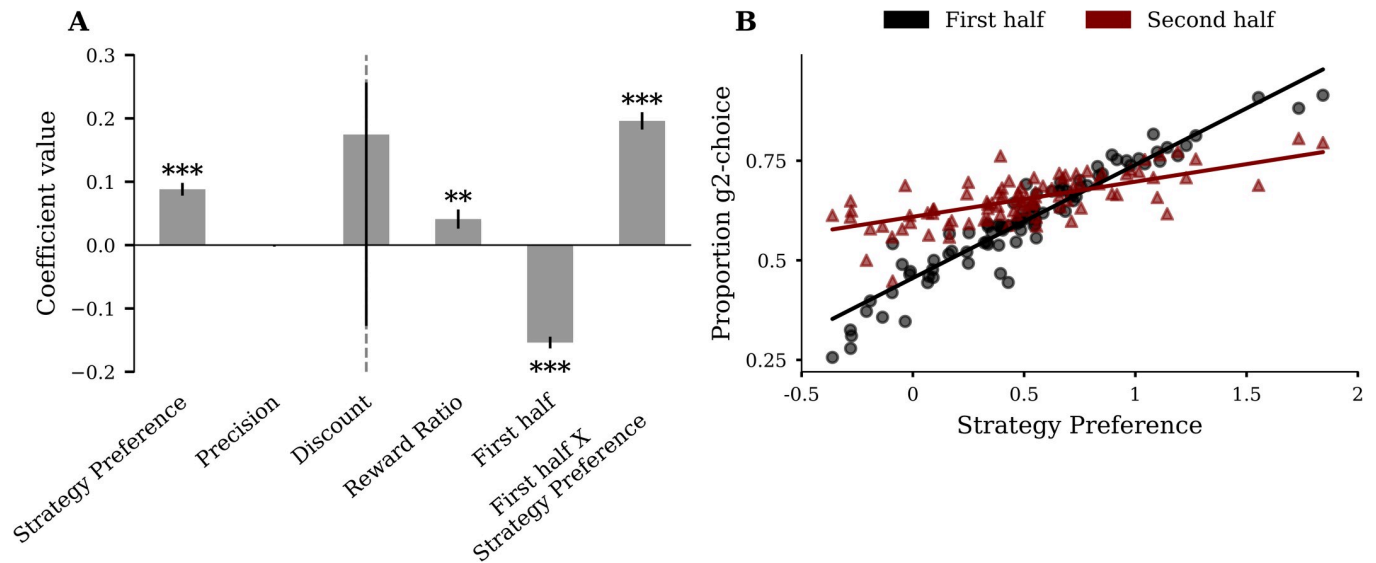 A
0.3
0.2
0.1
0.0
−0.1
−0.2
Coefficient value
***
**
***
***
Strategy Preference
Precision
Discount
Reward Ratio
First half
First half X
Strategy Preference
B
First half
Second half
Proportion g2-choice
0.75
0.5
0.25
-0.5
0
0.5
1
1.5
2
Strategy Preference